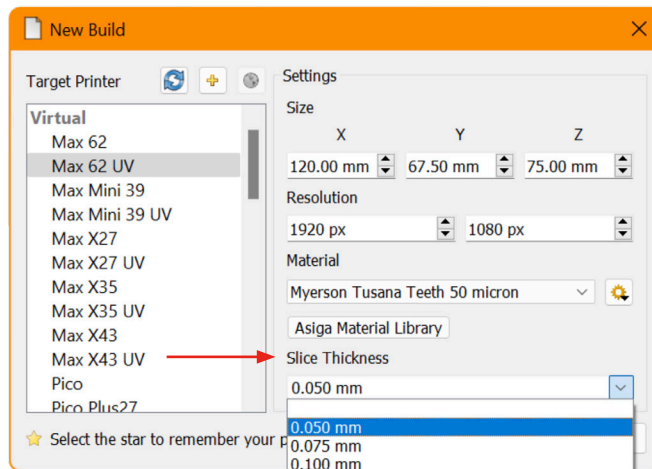 New Build
Target Printer
Virtual
Max 62
Max 62 UV
Max Mini 39
Max Mini 39 UV
Max X27
Max X27 UV
Max X35
Max X35 UV
Max X43
Max X43 UV
Pico
Pico Plus27
Select the star to remember your p
Settings
Size
X Y Z
120.00 mm 67.50 mm 75.00 mm
Resolution
1920 px 1080 px
Material
Myerson Tusana Teeth 50 micron
Asiga Material Library
Slice Thickness
0.050 mm
0.050 mm
0.075 mm
0.100 mm